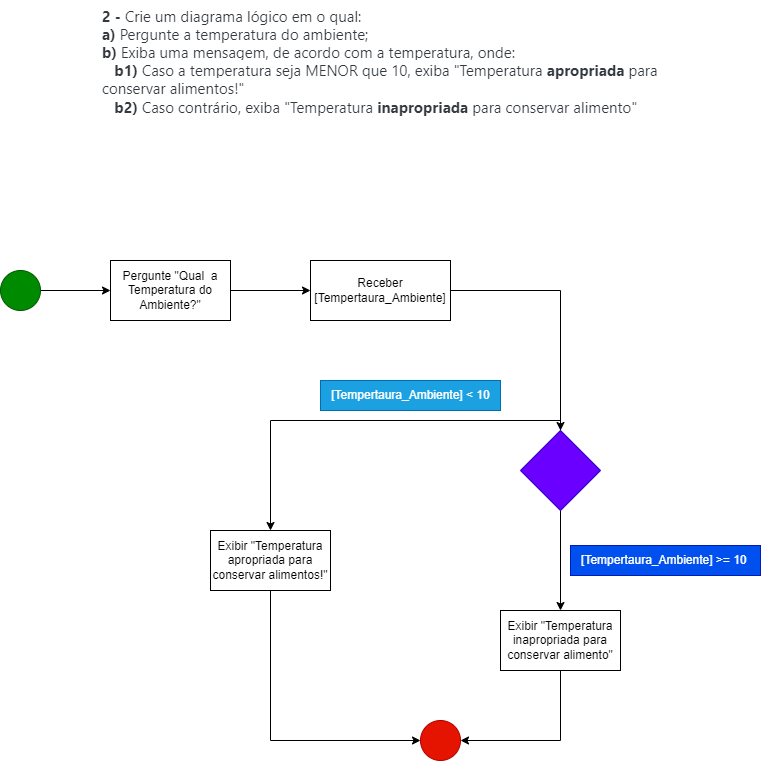 2 - Crie um diagrama lógico em o qual:
a) Pergunte a temperatura do ambiente;
b) Exiba uma mensagem, de acordo com a temperatura, onde:
b1) Caso a temperatura seja MENOR que 10, exiba "Temperatura apropriada para
conservar alimentos!"
b2) Caso contrário, exiba "Temperatura inapropriada para conservar alimento"
Pergunte "Qual a
Temperatura do
Ambiente?"
Receber
[Tempertaura_Ambiente]
[Tempertaura_Ambiente] < 10
Exibir "Temperatura
apropriada para
conservar alimentos!"
[Tempertaura_Ambiente] >= 10
Exibir "Temperatura
inapropriada para
conservar alimento"